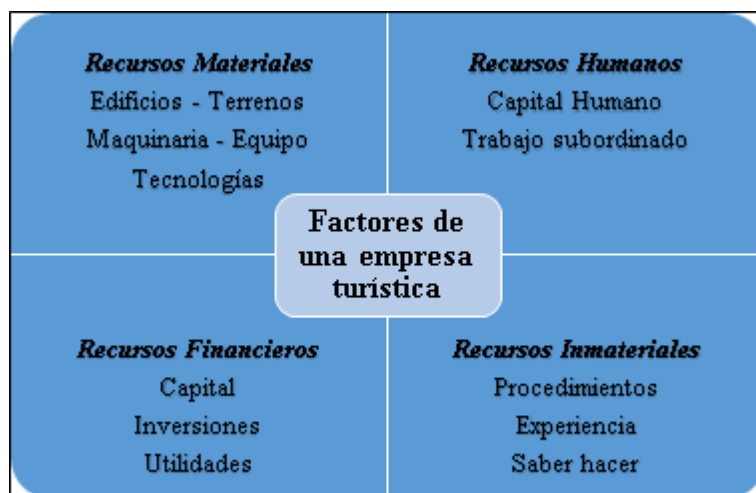 Recursos Materiales
Edificios - Terrenos
Maquinaria - Equipo
Tecnologías
Recursos Humanos
Capital Humano
Trabajo subordinado
Factores de
una empresa
turística
Recursos Financieros
Capital
Inversiones
Utilidades
Recursos Inmateriales
Procedimientos
Experiencia
Saber hacer